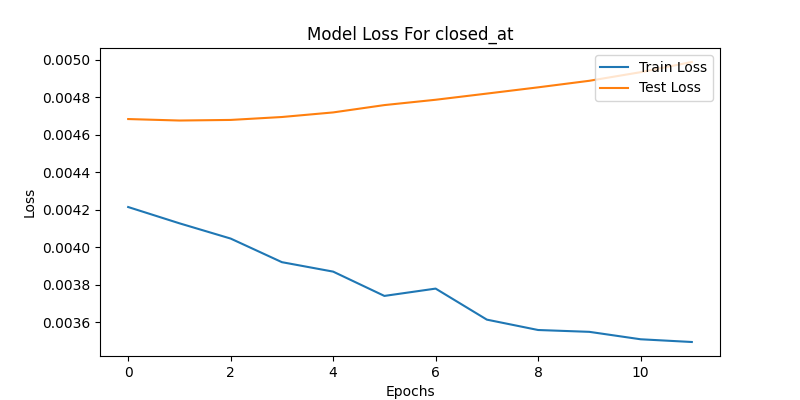 Model Loss For closed_at
Train Loss
Test Loss
Loss
0.0050
0.0048
0.0046
0.0044
0.0042
0.0040
0.0038
0.0036
0 2 4 6 8 10
Epochs